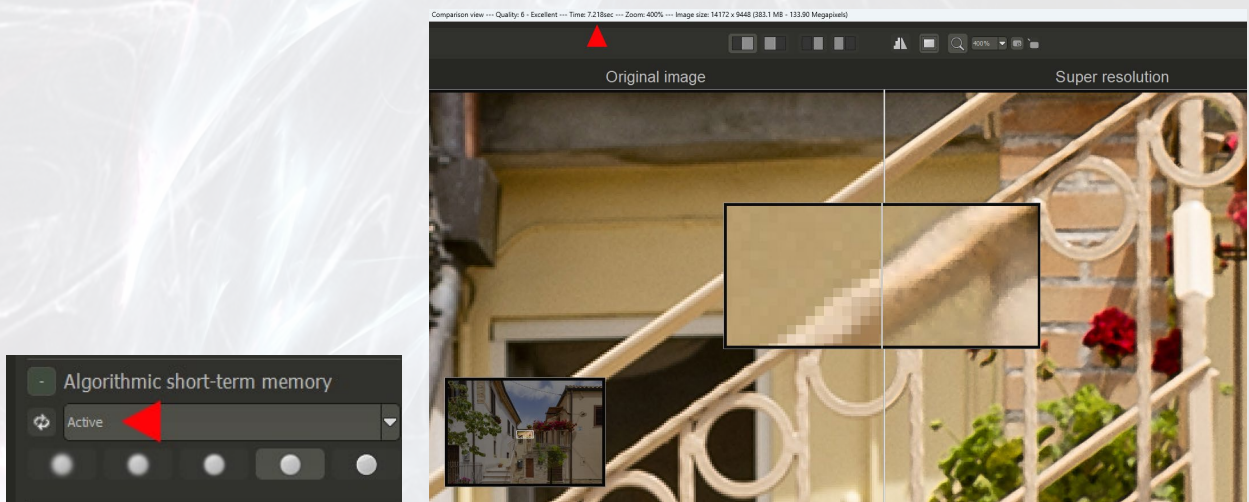 Comparison view --- Quality: 6 - Excellent --- Time: 7.218sec --- Zoom: 400% --- Image size: 14172 x 9448 (383.1 MB - 133.90 Megapixels)
400%
Original image
Super resolution
- Algorithmic short-term memory
Active